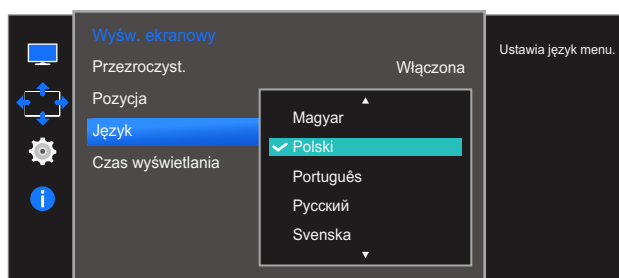 Wyśw. ekranowy
Przezroczyst. Włączona
Pozycja
Język
Czas wyświetlania
Magyar
Polski
Português
Русский
Svenska
Ustawia język menu.